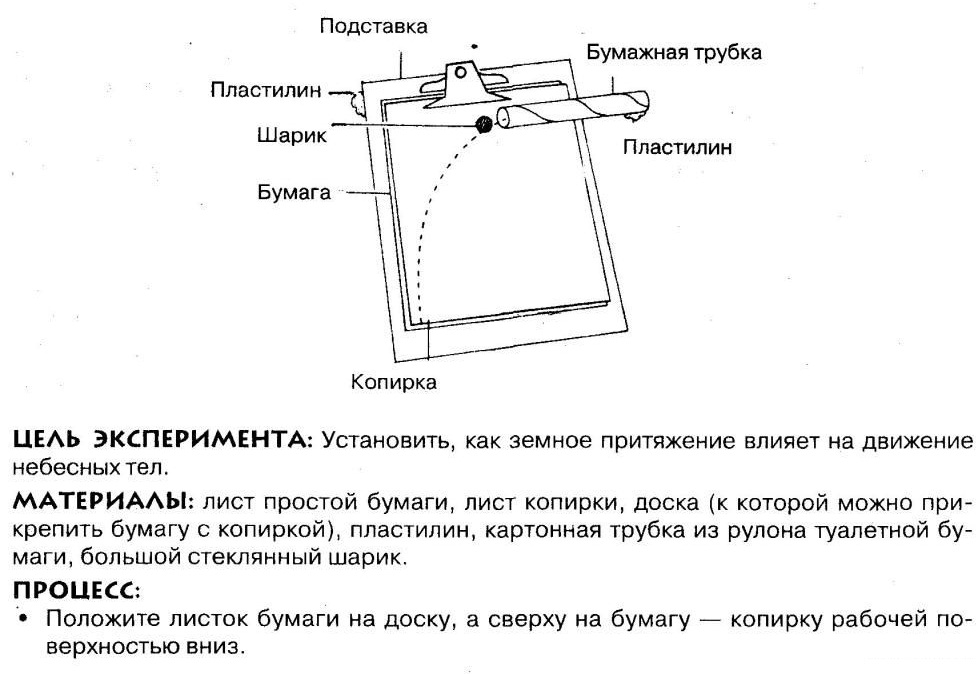 Подставка
Бумажная трубка
Пластилин
Шарик
Пластилин
Бумага
Копирка
ЦЕЛЬ ЭКСПЕРИМЕНТА: Установить, как земное притяжение влияет на движение
небесных тел.
МАТЕРИАЛЫ: лист простой бумаги, лист копирки, доска (к которой можно при-
крепить бумагу с копиркой), пластилин, картонная трубка из рулона туалетной бу-
маги, большой стеклянный шарик.
ПРОЦЕСС:
• Положите листок бумаги на доску, а сверху на бумагу — копирку рабочей по-
верхностью вниз.